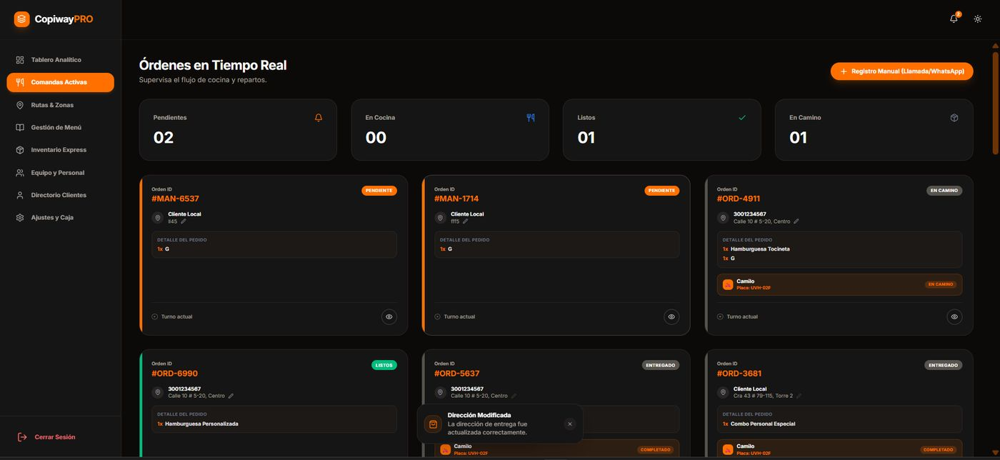 CopiwayPRO
2
Tablero Analítico
Comandas Activas
Rutas & Zonas
Gestión de Menú
Inventario Express
Equipo y Personal
Directorio Clientes
Ajustes y Caja
Cerrar Sesión
Órdenes en Tiempo Real
Supervisa el flujo de cocina y repartos.
+ Registro Manual (Llamada/WhatsApp)
Pendientes
02
En Cocina
00
Listos
01
En Camino
01
Orden ID
#MAN-6537
PENDIENTE
Cliente Local
ll45
DETALLE DEL PEDIDO
1x G
Turno actual
Orden ID
#MAN-1714
PENDIENTE
Cliente Local
fff5
DETALLE DEL PEDIDO
1x G
Turno actual
Orden ID
#ORD-4911
EN CAMINO
3001234567
Calle 10 # 5-20, Centro
DETALLE DEL PEDIDO
1x Hamburguesa Tocineta
1x G
Camilo
Placa: UVH-02F
EN CAMINO
Turno actual
Orden ID
#ORD-6990
LISTOS
3001234567
Calle 10 # 5-20, Centro
DETALLE DEL PEDIDO
1x Hamburguesa Personalizada
Orden ID
#ORD-5637
ENTREGADO
3001234567
Calle 10 # 5-20, Centro
Dirección Modificada
La dirección de entrega fue
actualizada correctamente.
Camilo
Placa: UVH-02F
COMPLETADO
Orden ID
#ORD-3681
ENTREGADO
Cliente Local
Cra 43 # 79-115, Torre 2
DETALLE DEL PEDIDO
1x Combo Personal Especial
Camilo
Placa: UVH-02F
COMPLETADO